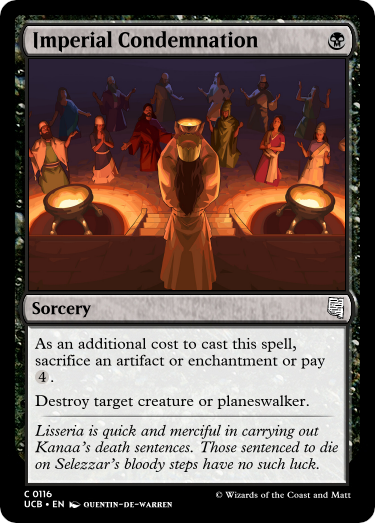 Imperial Condemnation
Sorcery
As an additional cost to cast this spell,
sacrifice an artifact or enchantment or pay
4.
Destroy target creature or planeswalker.
Lisseria is quick and merciful in carrying out
Kanaa's death sentences. Those sentenced to die
on Selezzar's bloody steps have no such luck.
C 0116
UCB • EN QUENTIN-DE-WARREN
© Wizards of the Coast and Matt